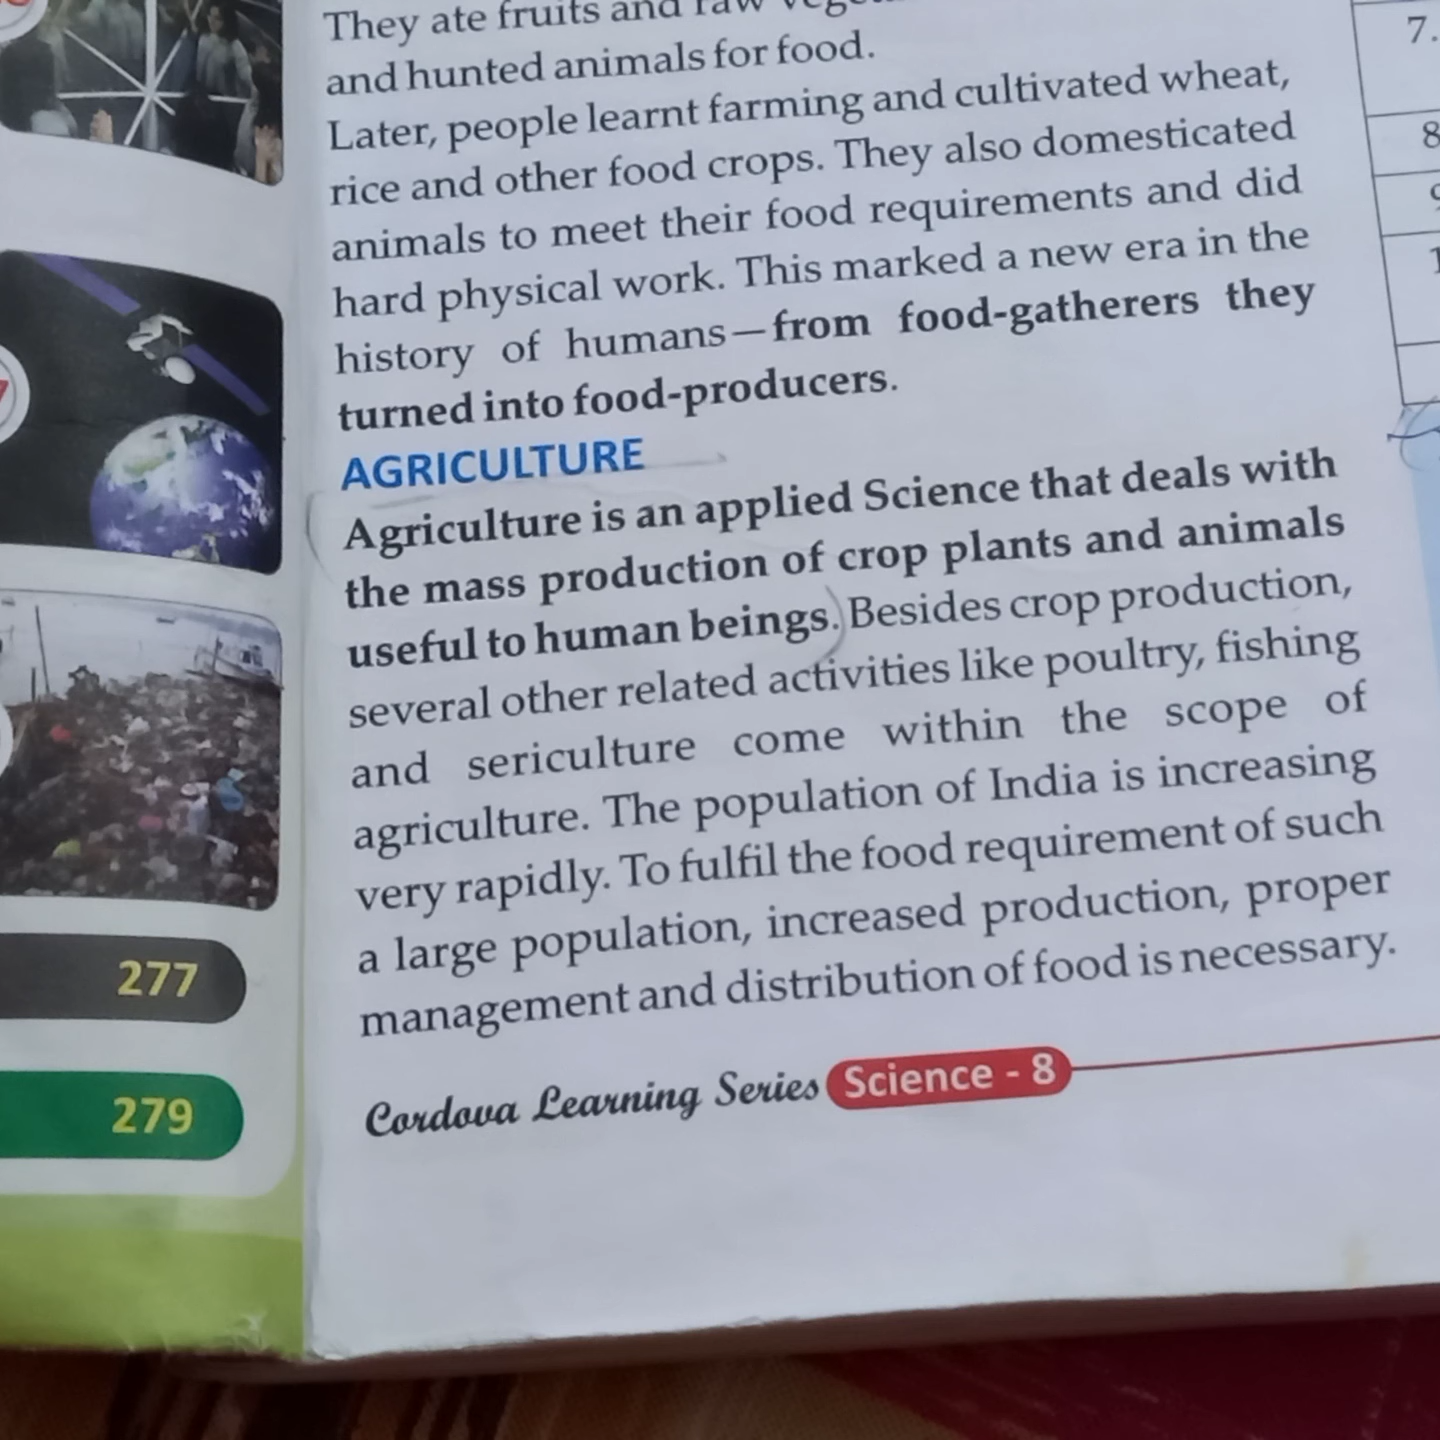 They ate fruits and raw
and hunted animals for food.
Later, people learnt farming and cultivated wheat,
rice and other food crops. They also domesticated
animals to meet their food requirements and did
hard physical work. This marked a new era in the
history of humans—from food-gatherers they
turned into food-producers.
AGRICULTURE
Agriculture is an applied Science that deals with
the mass production of crop plants and animals
useful to human beings. Besides crop production,
several other related activities like poultry, fishing
and sericulture come within the scope of
agriculture. The population of India is increasing
very rapidly. To fulfil the food requirement of such
a large population, increased production, proper
management and distribution of food is necessary.
Cordova Learning Series Science - 8
277
279
7.
8